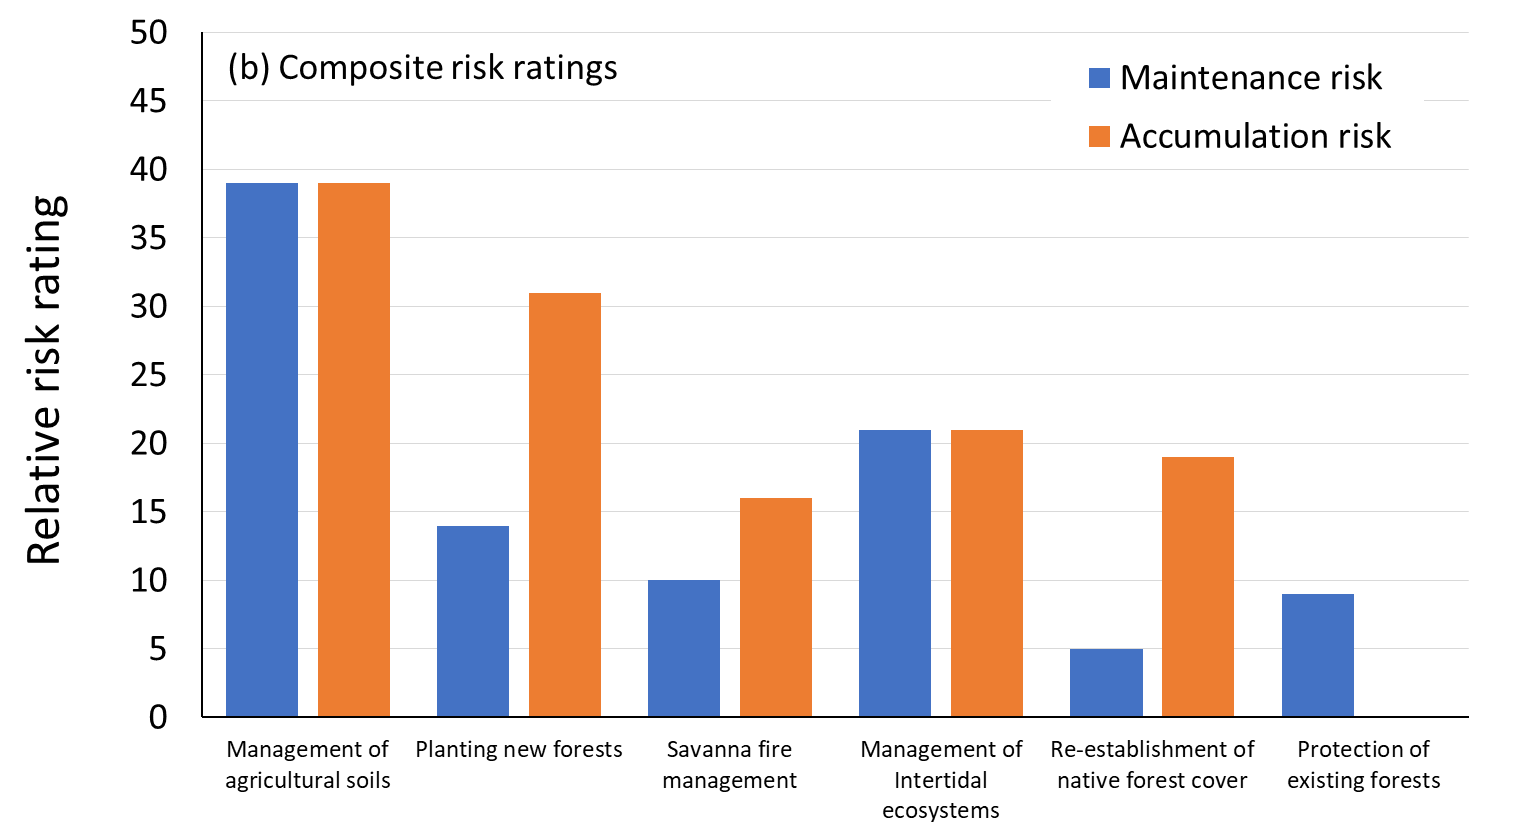 (b) Composite risk ratings
Maintenance risk
Accumulation risk
Relative risk rating
50
45
40
35
30
25
20
15
10
5
0
Management of
agricultural soils
Planting new forests
Savanna fire
management
Management of
Intertidal
ecosystems
Re-establishment of
native forest cover
Protection of
existing forests